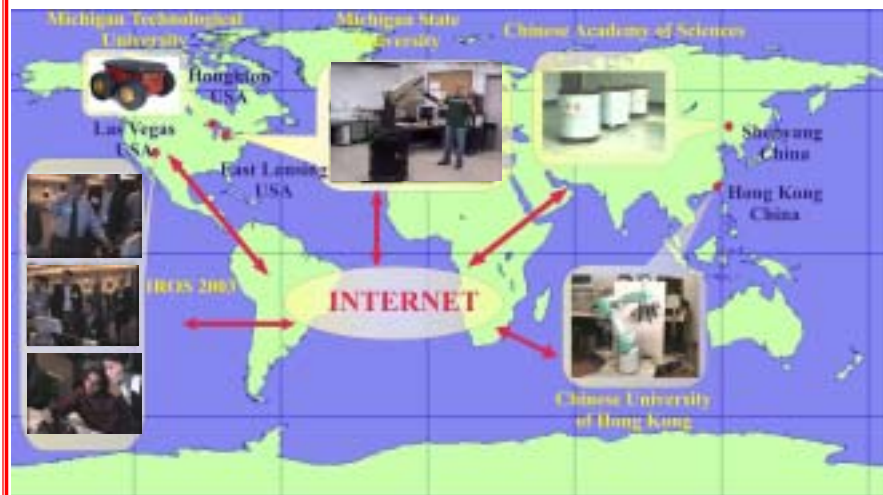 Michigan Technological
University
Michigan State
University
Chinese Academy of Sciences
Houghton
USA
Las Vegas
USA
East Lansing
USA
Shenyang
China
Hong Kong
China
IROS 2003
INTERNET
Chinese University
of Hong Kong